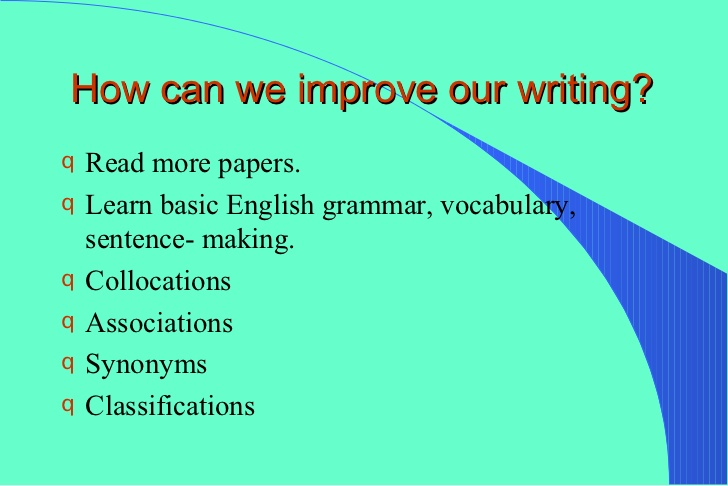 How can we improve our writing?
q Read more papers.
q Learn basic English grammar, vocabulary,
sentence- making.
q Collocations
q Associations
q Synonyms
q Classifications